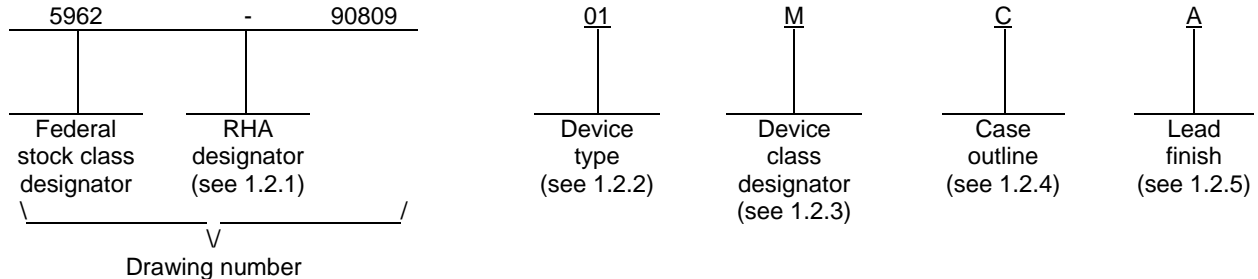 5962 - 90809 01 M C A
Federal stock class designator
RHA designator (see 1.2.1)
Device type (see 1.2.2)
Device class designator (see 1.2.3)
Case outline (see 1.2.4)
Lead finish (see 1.2.5)
\ /
\/
Drawing number